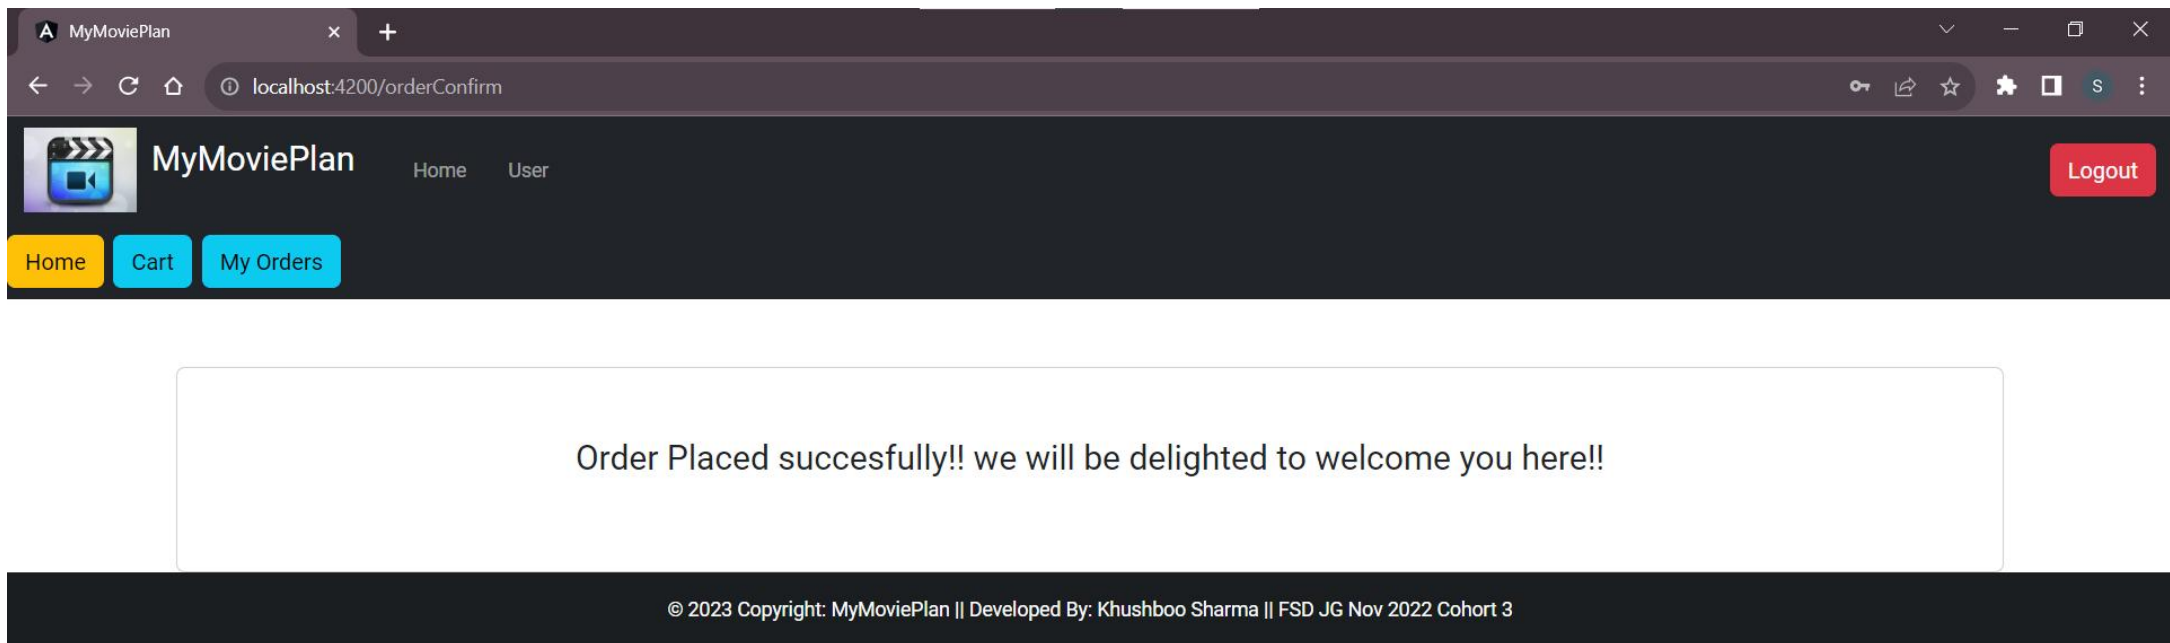 MyMoviePlan
localhost:4200/orderConfirm
S
MyMoviePlan Home User Logout
Home Cart My Orders
Order Placed succesfully!! we will be delighted to welcome you here!!
© 2023 Copyright: MyMoviePlan || Developed By: Khushboo Sharma || FSD JG Nov 2022 Cohort 3